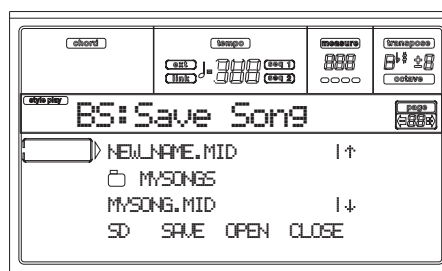 chord tempo measure transpose
ext seq 1
link seq 2
octave
style play
BS:Save Song
page
NEW_NAME.MID |↑
MYSONGS
MYSONG.MID |↓
SD SAVE OPEN CLOSE